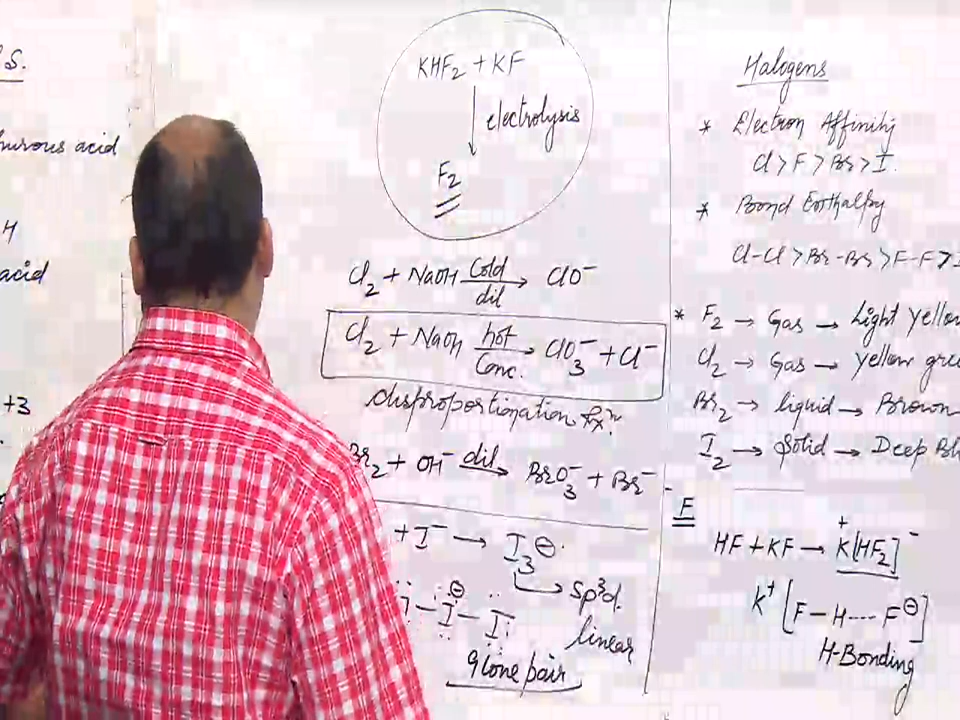 S.
acid
H
acid
+3
KHF₂ + KF
↓ electrolysis
F₂
Cl₂ + NaOH Cold/dil → ClO⁻
Cl₂ + NaOH hot/Conc. → ClO₃⁻ + Cl⁻
disproportionation Rxⁿ.
Br₂ + OH⁻ dil → BrO₃⁻ + Br⁻
+ I⁻ → I₃⊖.
sp³d.
linear
I – I⊖ – I
9 lone pair
Halogens
* Electron Affinity
Cl > F > Br > I.
* Bond Enthalpy
Cl-Cl > Br-Br > F-F > I
* F₂ → Gas → Light yellow
Cl₂ → Gas → yellow gre
Br₂ → liquid → Brown
I₂ → Solid → Deep Bl
F
HF + KF → K⁺[HF₂]⁻
K⁺[F – H ---- F⊖]
H-Bonding